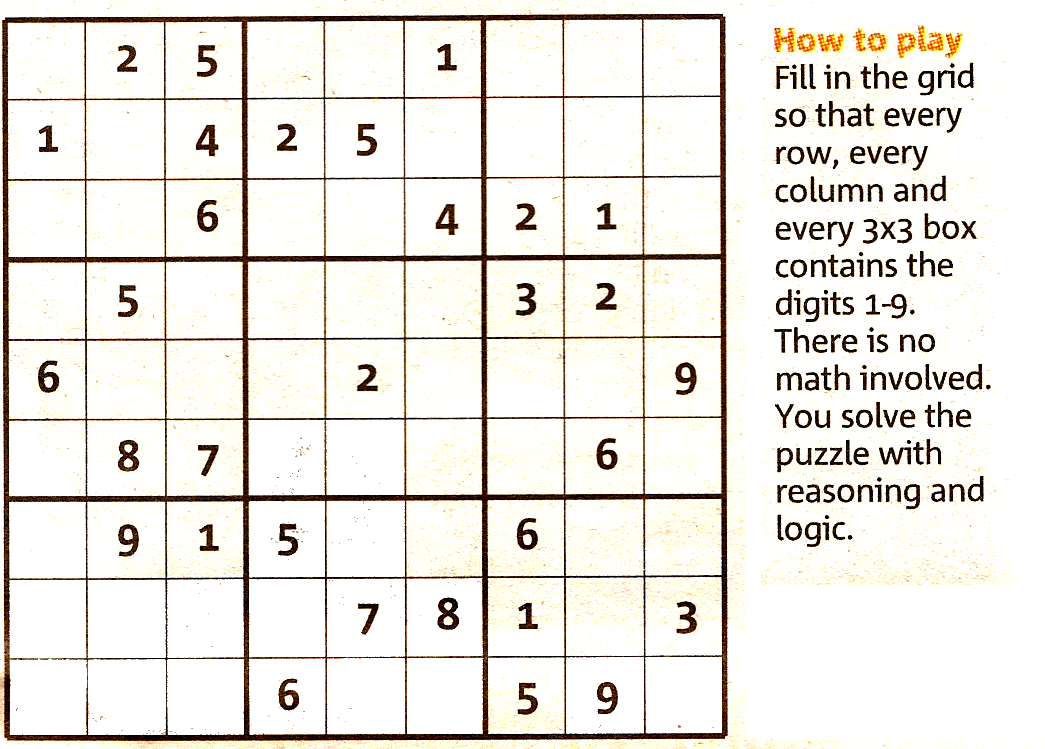 2 5 1
1 4 2 5
6 4 2 1
5 3 2
6 2 9
8 7 6
9 1 5 6
7 8 1 3
6 5 9
How to play
Fill in the grid
so that every
row, every
column and
every 3x3 box
contains the
digits 1-9.
There is no
math involved.
You solve the
puzzle with
reasoning and
logic.